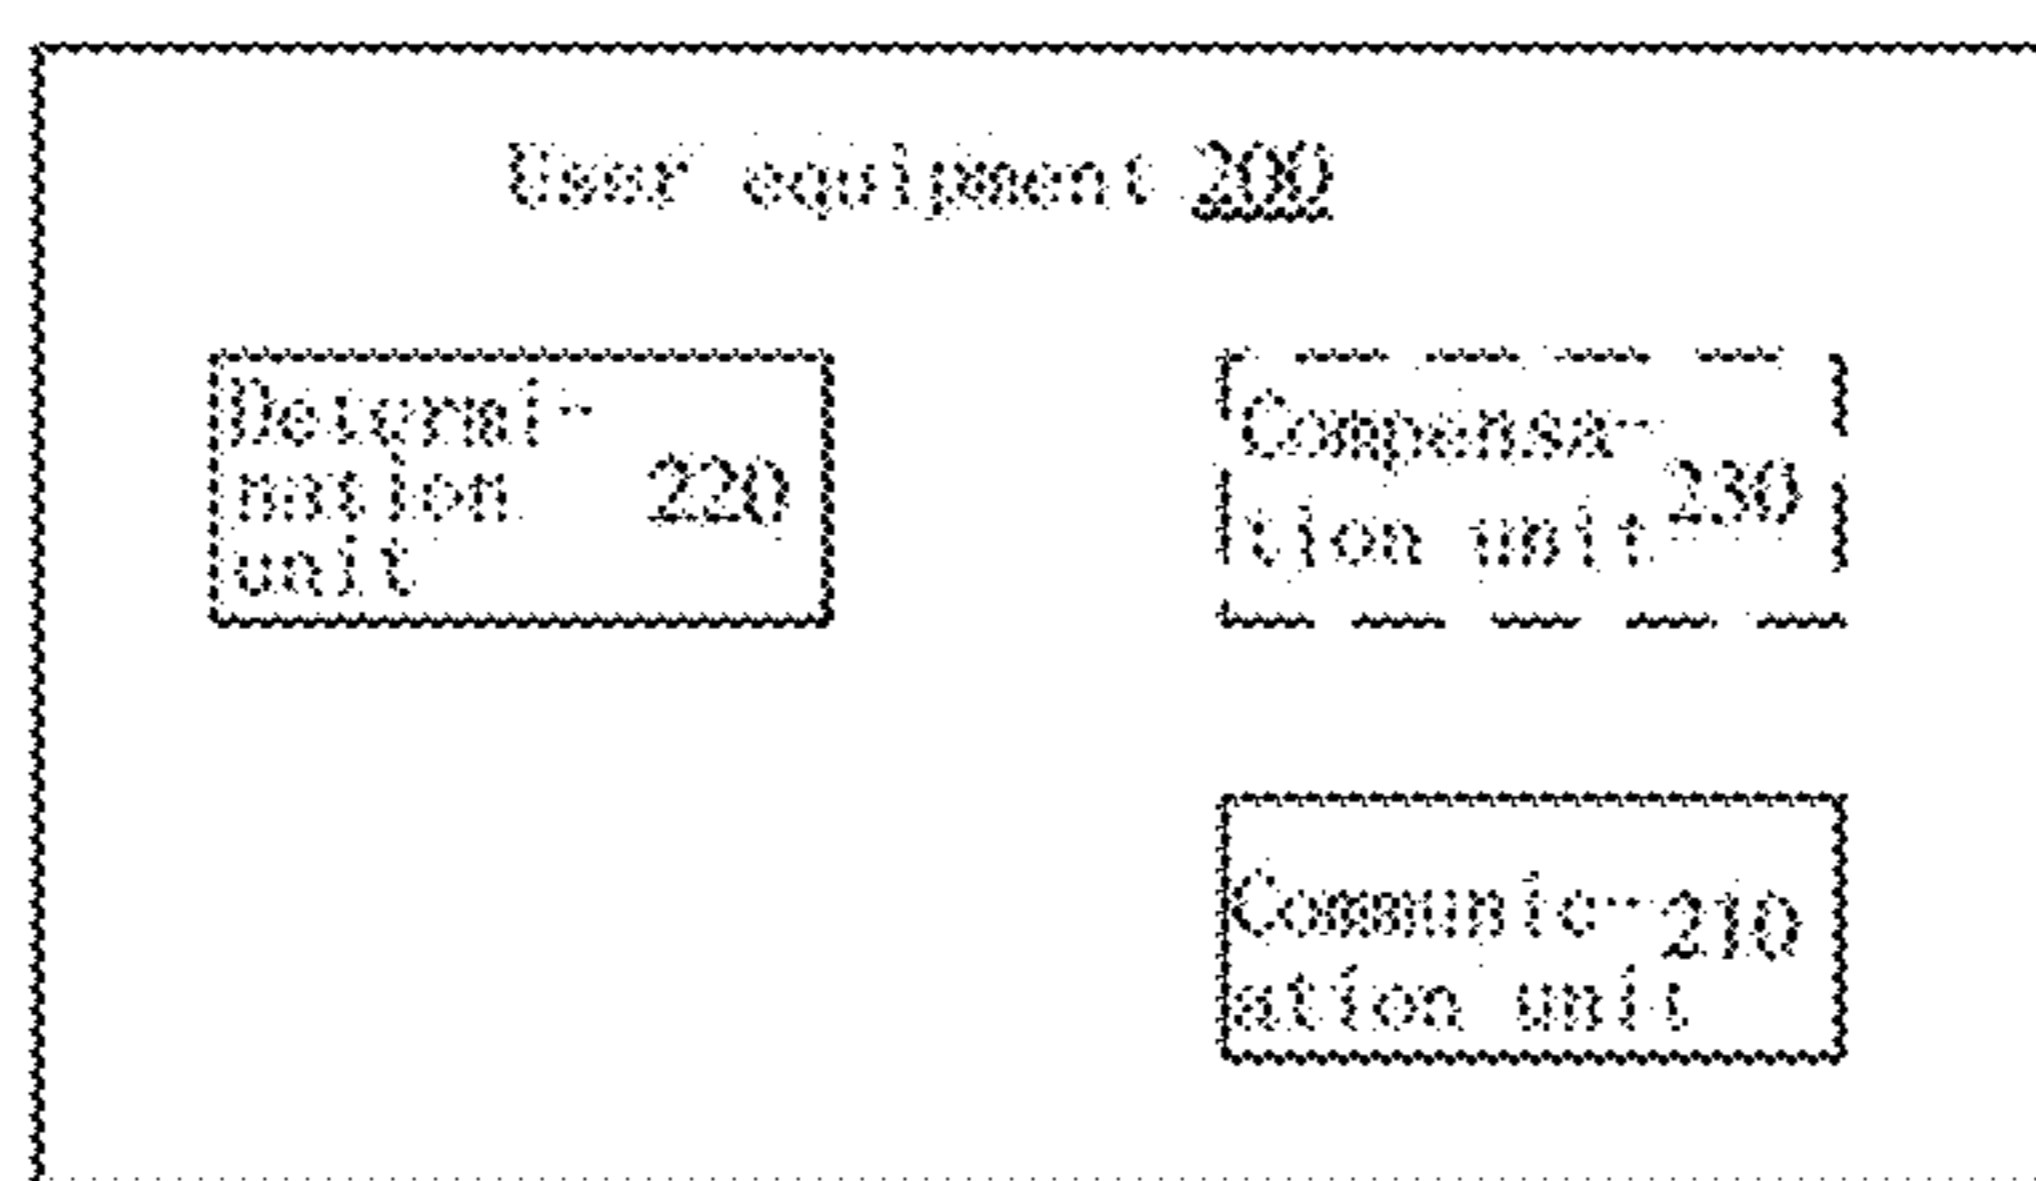 User equipment 200
Determi-
nation 220
unit
Compensa-
tion unit 230
Communic-
ation unit 210